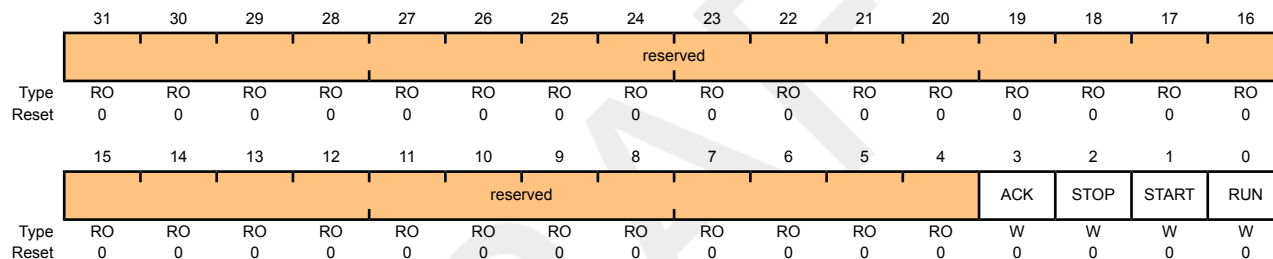 31 30 29 28 27 26 25 24 23 22 21 20 19 18 17 16
reserved
Type RO RO RO RO RO RO RO RO RO RO RO RO RO RO RO RO
Reset 0 0 0 0 0 0 0 0 0 0 0 0 0 0 0 0
15 14 13 12 11 10 9 8 7 6 5 4 3 2 1 0
reserved ACK STOP START RUN
Type RO RO RO RO RO RO RO RO RO RO RO RO W W W W
Reset 0 0 0 0 0 0 0 0 0 0 0 0 0 0 0 0